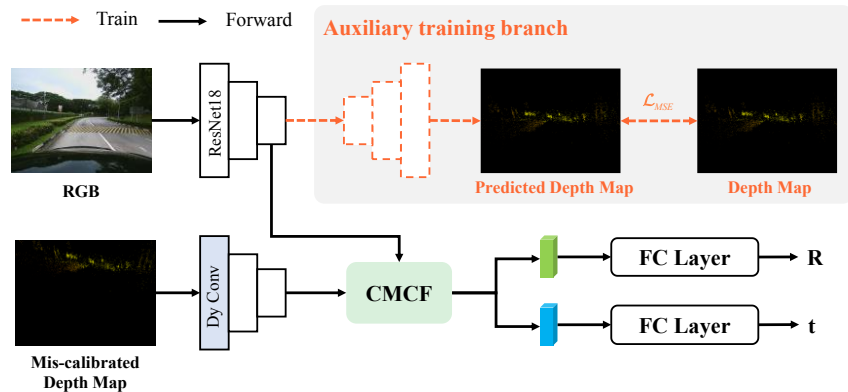 Train
Forward
Auxiliary training branch
ResNet18
ℒMSE
RGB
Predicted Depth Map
Depth Map
Dy Conv
CMCF
FC Layer
R
FC Layer
t
Mis-calibrated
Depth Map